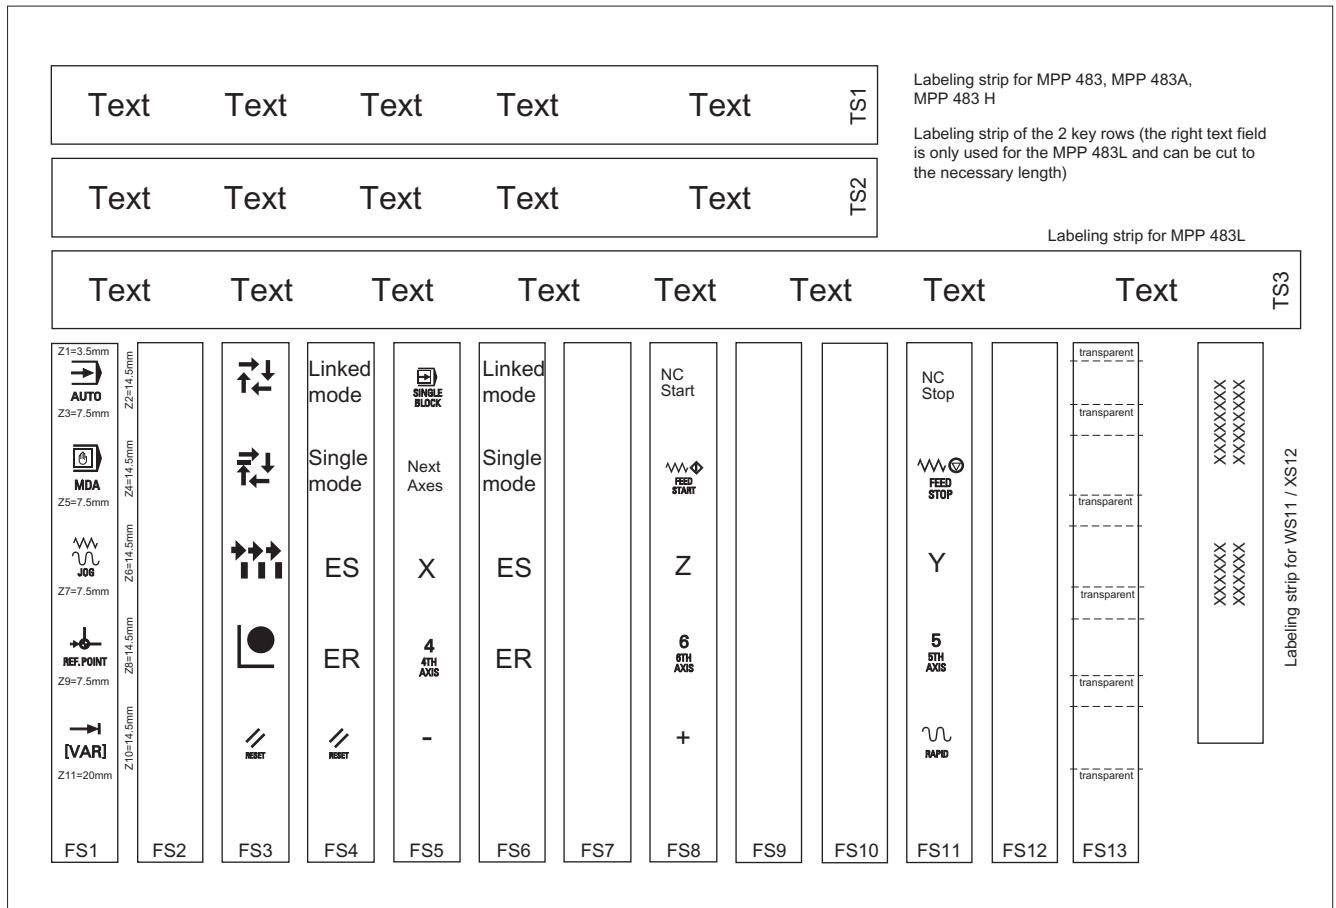 Text Text Text Text Text TS1
Labeling strip for MPP 483, MPP 483A,
MPP 483 H
Labeling strip of the 2 key rows (the right text field
is only used for the MPP 483L and can be cut to
the necessary length)
Text Text Text Text Text TS2
Labeling strip for MPP 483L
Text Text Text Text Text Text Text Text TS3
Z1=3.5mm
AUTO
Z3=7.5mm
MDA
Z5=7.5mm
JOG
Z7=7.5mm
REF.POINT
Z9=7.5mm
[VAR]
Z11=20mm
FS1
Z2=14.5mm
Z4=14.5mm
Z6=14.5mm
Z8=14.5mm
Z10=14.5mm
FS2
RESET
FS3
Linked
mode
Single
mode
ES
ER
RESET
FS4
SINGLE
BLOCK
Next
Axes
X
4
4TH
AXIS
-
FS5
Linked
mode
Single
mode
ES
ER
FS6
FS7
NC
Start
FEED
START
Z
6
6TH
AXIS
+
FS8
FS9
FS10
NC
Stop
FEED
STOP
Y
5
5TH
AXIS
RAPID
FS11
FS12
transparent
transparent
transparent
transparent
transparent
transparent
FS13
XXXXXXXX
XXXXXXXX
XXXXXX
XXXXXX
Labeling strip for WS11 / XS12